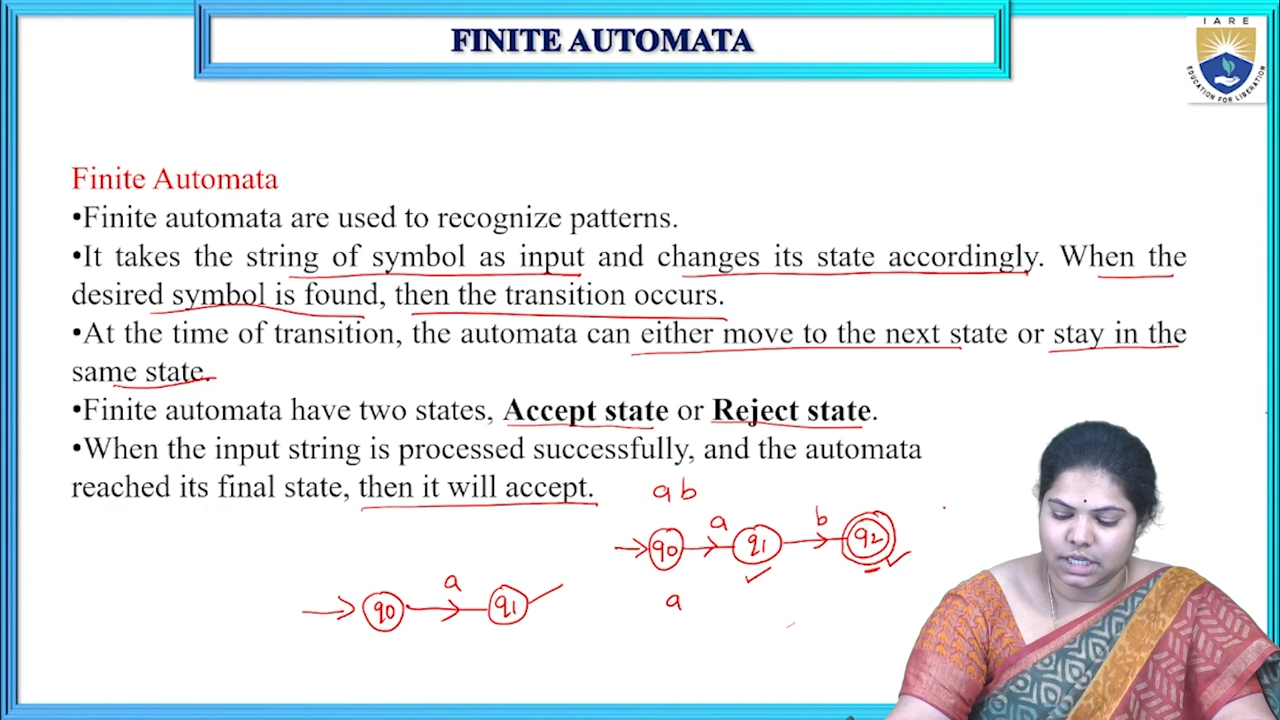 FINITE AUTOMATA
IARE
EDUCATION FOR LIBERATION
Finite Automata
•Finite automata are used to recognize patterns.
•It takes the string of symbol as input and changes its state accordingly. When the
desired symbol is found, then the transition occurs.
•At the time of transition, the automata can either move to the next state or stay in the
same state.
•Finite automata have two states, Accept state or Reject state.
•When the input string is processed successfully, and the automata
reached its final state, then it will accept.
a b
q0 a q1 b q2
a
q0 a q1